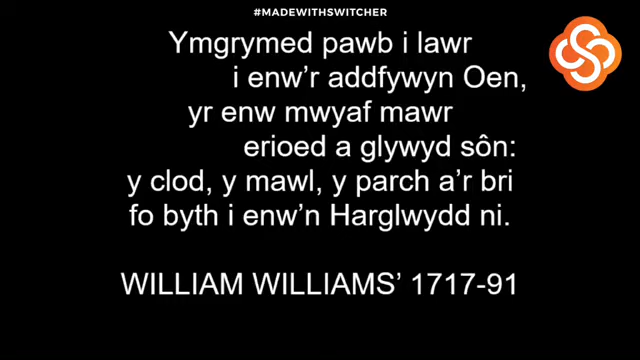 #MADEWITHSWITCHER
Ymgrymed pawb i lawr
i enw’r addfywyn Oen,
yr enw mwyaf mawr
erioed a glywyd sôn:
y clod, y mawl, y parch a’r bri
fo byth i enw’n Harglwydd ni.
WILLIAM WILLIAMS’ 1717-91